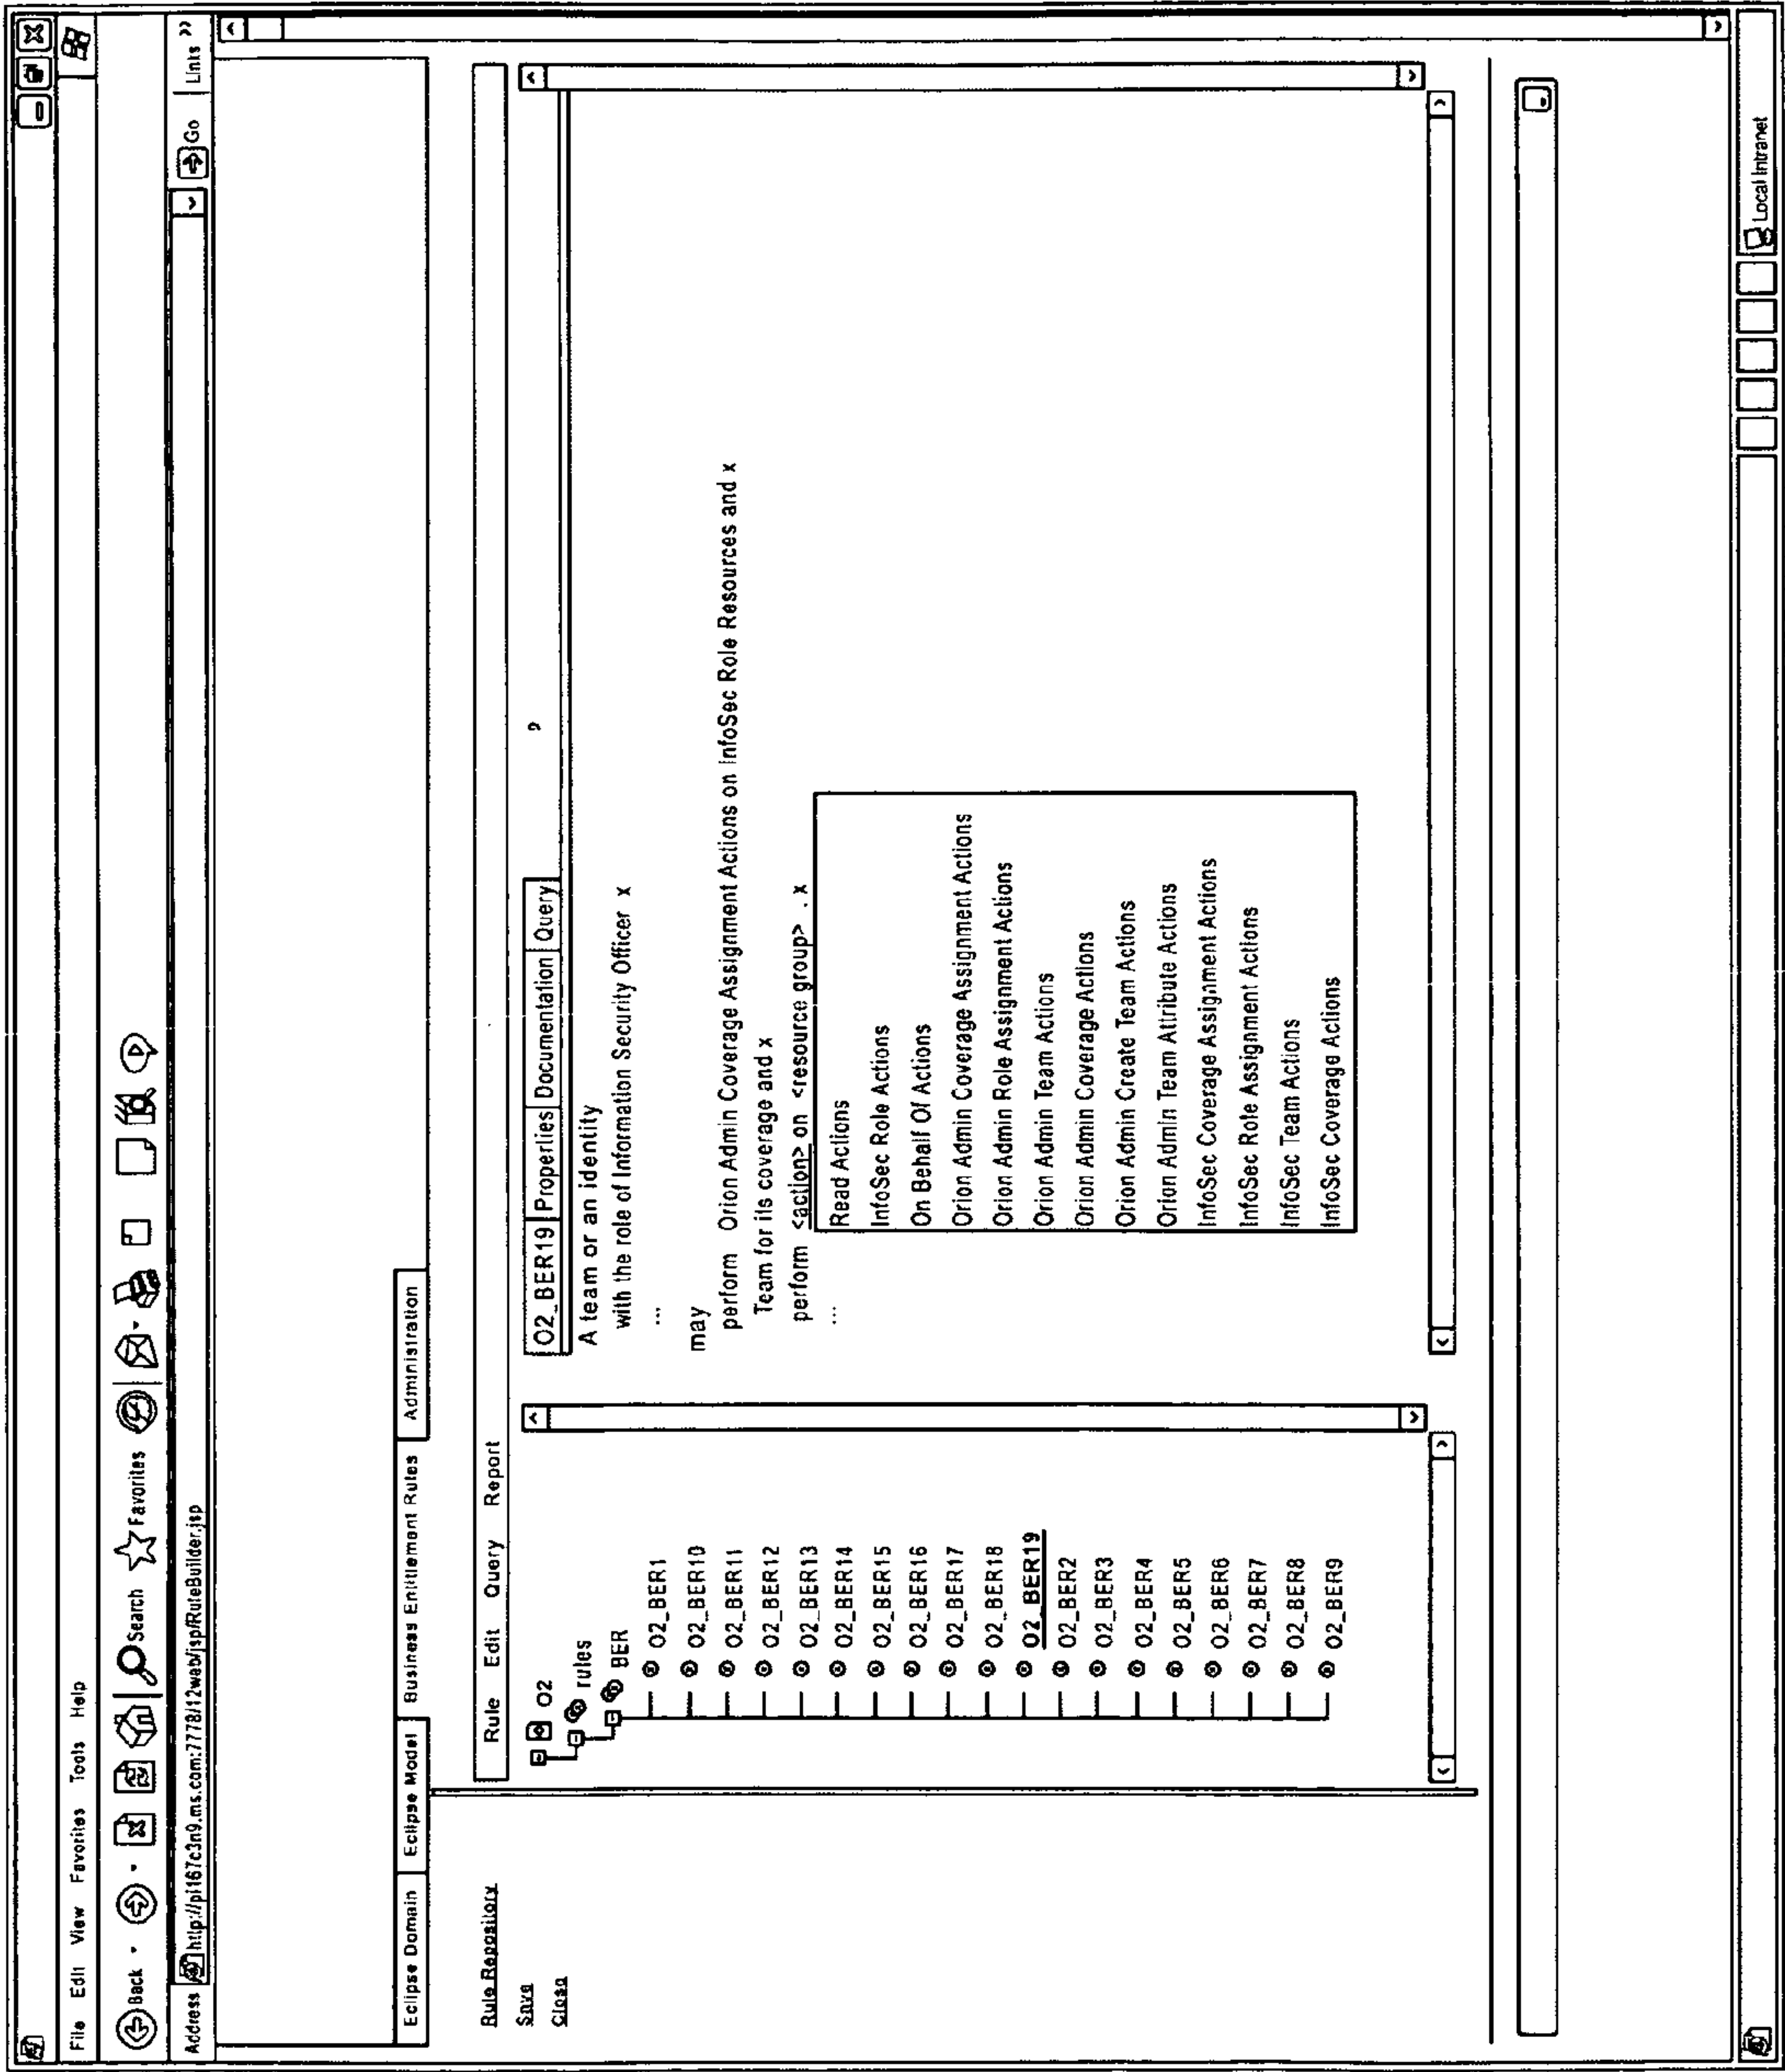 File Edit View Favorites Tools Help
Back Search Favorites
Address http://pi167c3n9.ms.com:7778/12web/jsp/RuleBuilder.jsp Go Links »
Eclipse Domain Eclipse Model Business Entitlement Rules Administration
Rule Repository
Save
Close
Rule Edit Query Report
O2
rules
BER
O2_BER1
O2_BER10
O2_BER11
O2_BER12
O2_BER13
O2_BER14
O2_BER15
O2_BER16
O2_BER17
O2_BER18
O2_BER19
O2_BER2
O2_BER3
O2_BER4
O2_BER5
O2_BER6
O2_BER7
O2_BER8
O2_BER9
O2_BER19 Properties Documentation Query
A team or an identity
with the role of Information Security Officer x
...
may
perform Orion Admin Coverage Assignment Actions on InfoSec Role Resources and x
Team for its coverage and x
perform <action> on <resource group> . x
...
Read Actions
InfoSec Role Actions
On Behalf Of Actions
Orion Admin Coverage Assignment Actions
Orion Admin Role Assignment Actions
Orion Admin Team Actions
Orion Admin Coverage Actions
Orion Admin Create Team Actions
Orion Admin Team Attribute Actions
InfoSec Coverage Assignment Actions
InfoSec Role Assignment Actions
InfoSec Team Actions
InfoSec Coverage Actions
Local Intranet